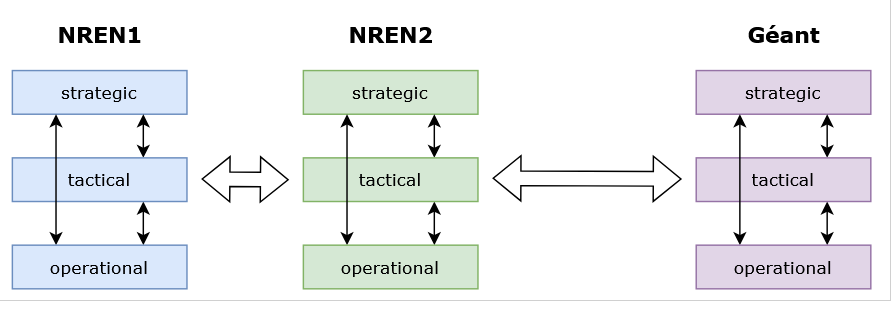 NREN1
NREN2
Géant
strategic
strategic
strategic
tactical
tactical
tactical
operational
operational
operational